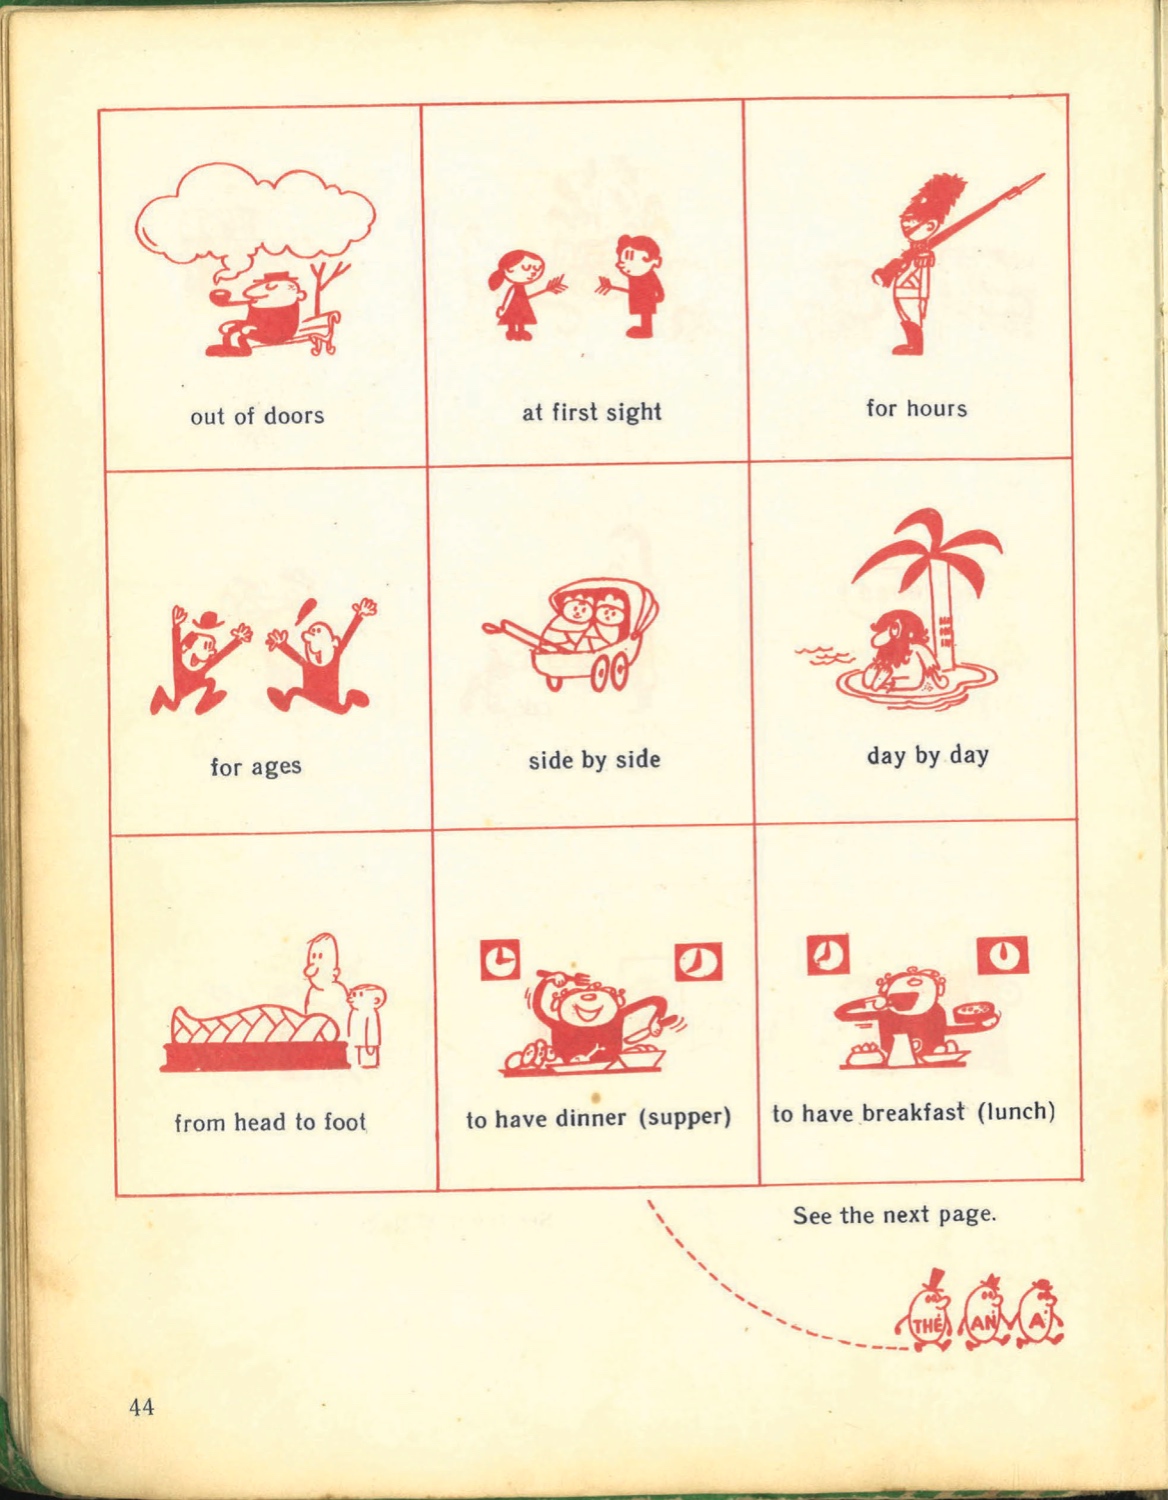 out of doors
at first sight
for hours
for ages
side by side
day by day
from head to foot
to have dinner (supper)
to have breakfast (lunch)
See the next page.
THE AN A
44